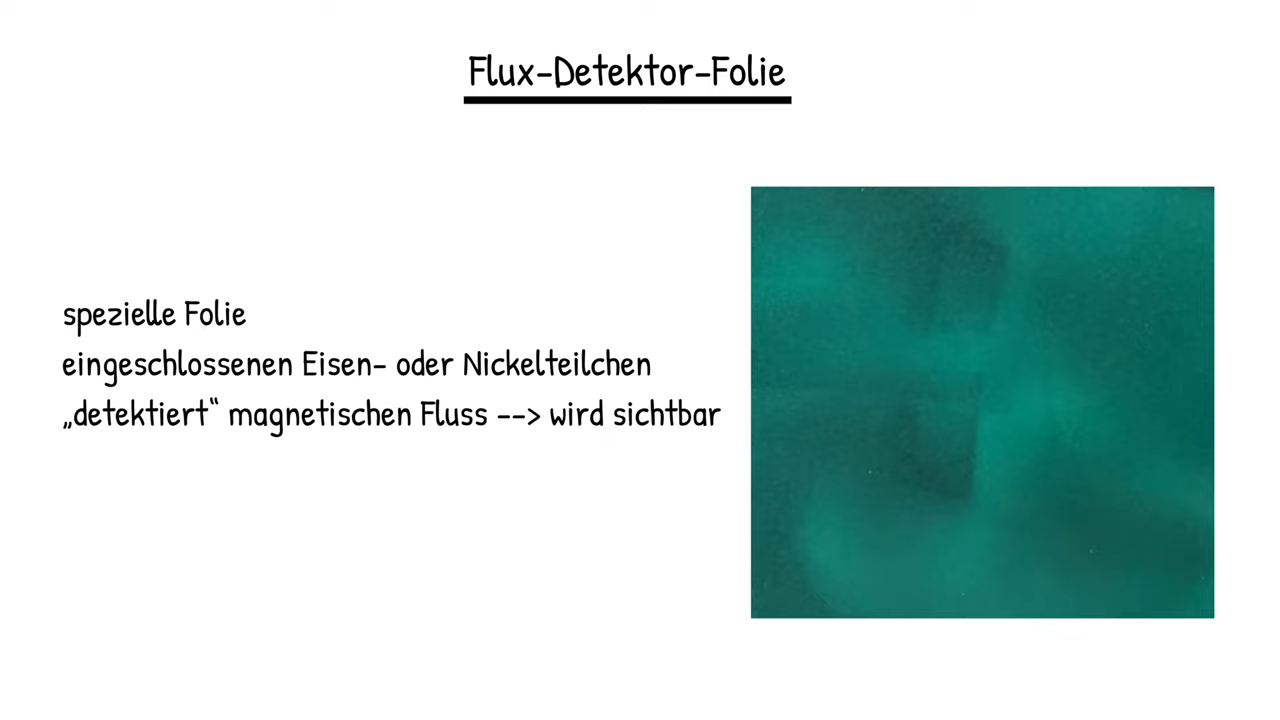 Flux-Detektor-Folie
spezielle Folie
eingeschlossenen Eisen- oder Nickelteilchen
„detektiert“ magnetischen Fluss --> wird sichtbar